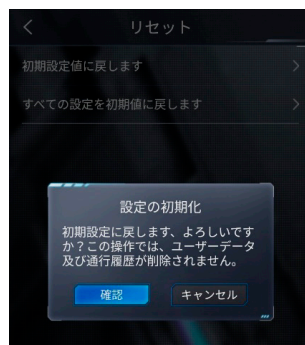 リセット
初期設定値に戻します
すべての設定を初期値に戻します
設定の初期化
初期設定に戻します、よろしいです
か？この操作では、ユーザーデータ
及び通行履歴が削除されません。
確認
キャンセル